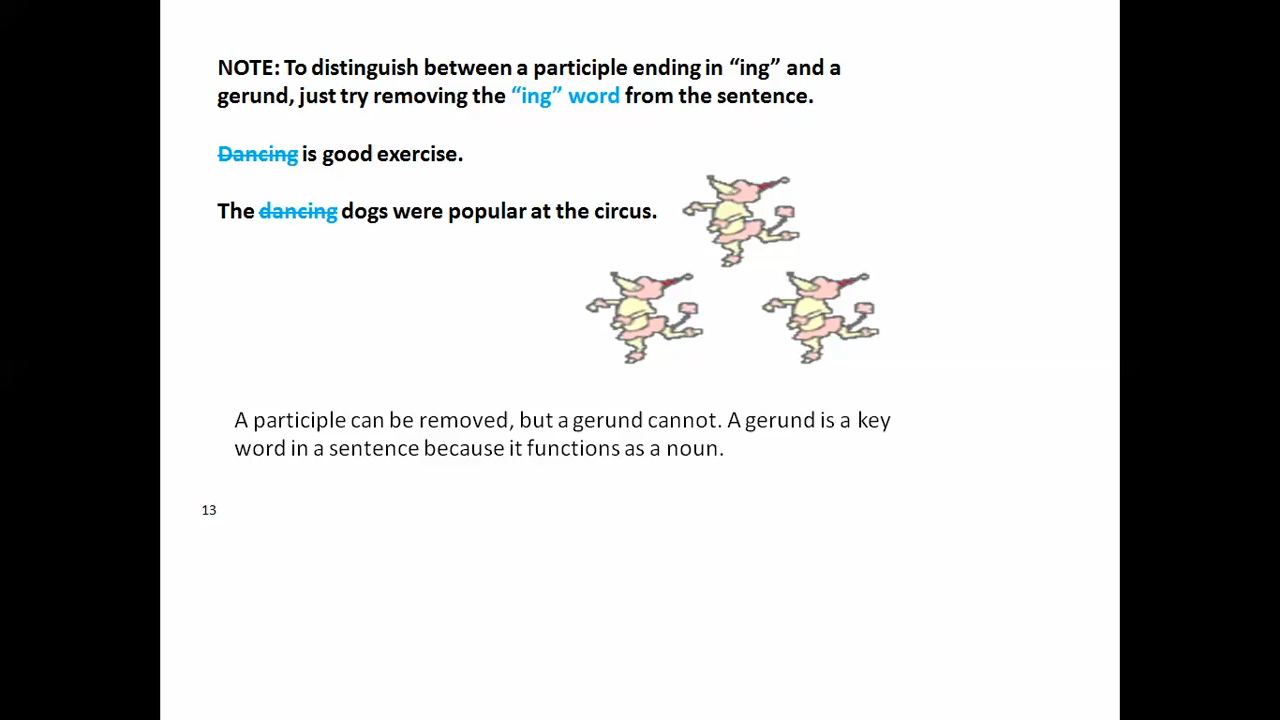 NOTE: To distinguish between a participle ending in “ing” and a
gerund, just try removing the “ing” word from the sentence.
Dancing is good exercise.
The dancing dogs were popular at the circus.
A participle can be removed, but a gerund cannot. A gerund is a key
word in a sentence because it functions as a noun.
13